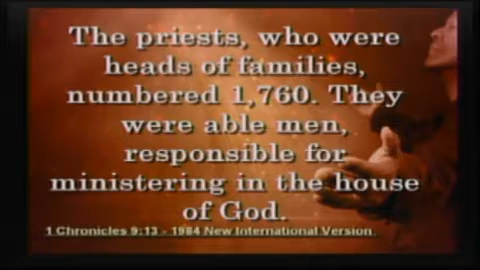 The priests, who were
heads of families,
numbered 1,760. They
were able men,
responsible for
ministering in the house
of God.
1 Chronicles 9:13 - 1984 New International Version